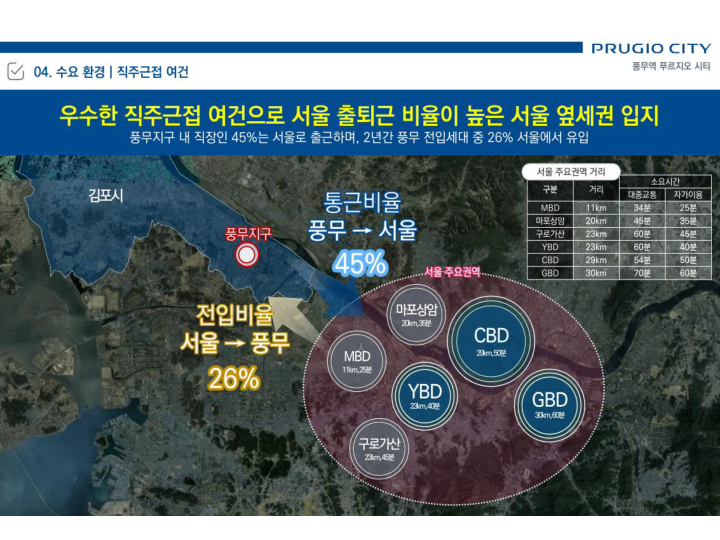 PRUGIO CITY
풍무역 푸르지오 시티
04. 수요 환경 | 직주근접 여건
우수한 직주근접 여건으로 서울 출퇴근 비율이 높은 서울 옆세권 입지
풍무지구 내 직장인 45%는 서울로 출근하며, 2년간 풍무 전입세대 중 26% 서울에서 유입
서울 주요권역 거리
구분 거리 소요시간
대중교통 자가이용
MBD 11km 34분 25분
마포상암 20km 45분 35분
구로가산 23km 60분 45분
YBD 23km 60분 40분
CBD 29km 54분 50분
GBD 30km 70분 60분
김포시
풍무지구
통근비율
풍무 → 서울
45%
서울 주요권역
전입비율
서울 → 풍무
26%
마포상암
20km,35분
CBD
29km,50분
MBD
11km,25분
YBD
23km,40분
GBD
30km,60분
구로가산
23km,45분